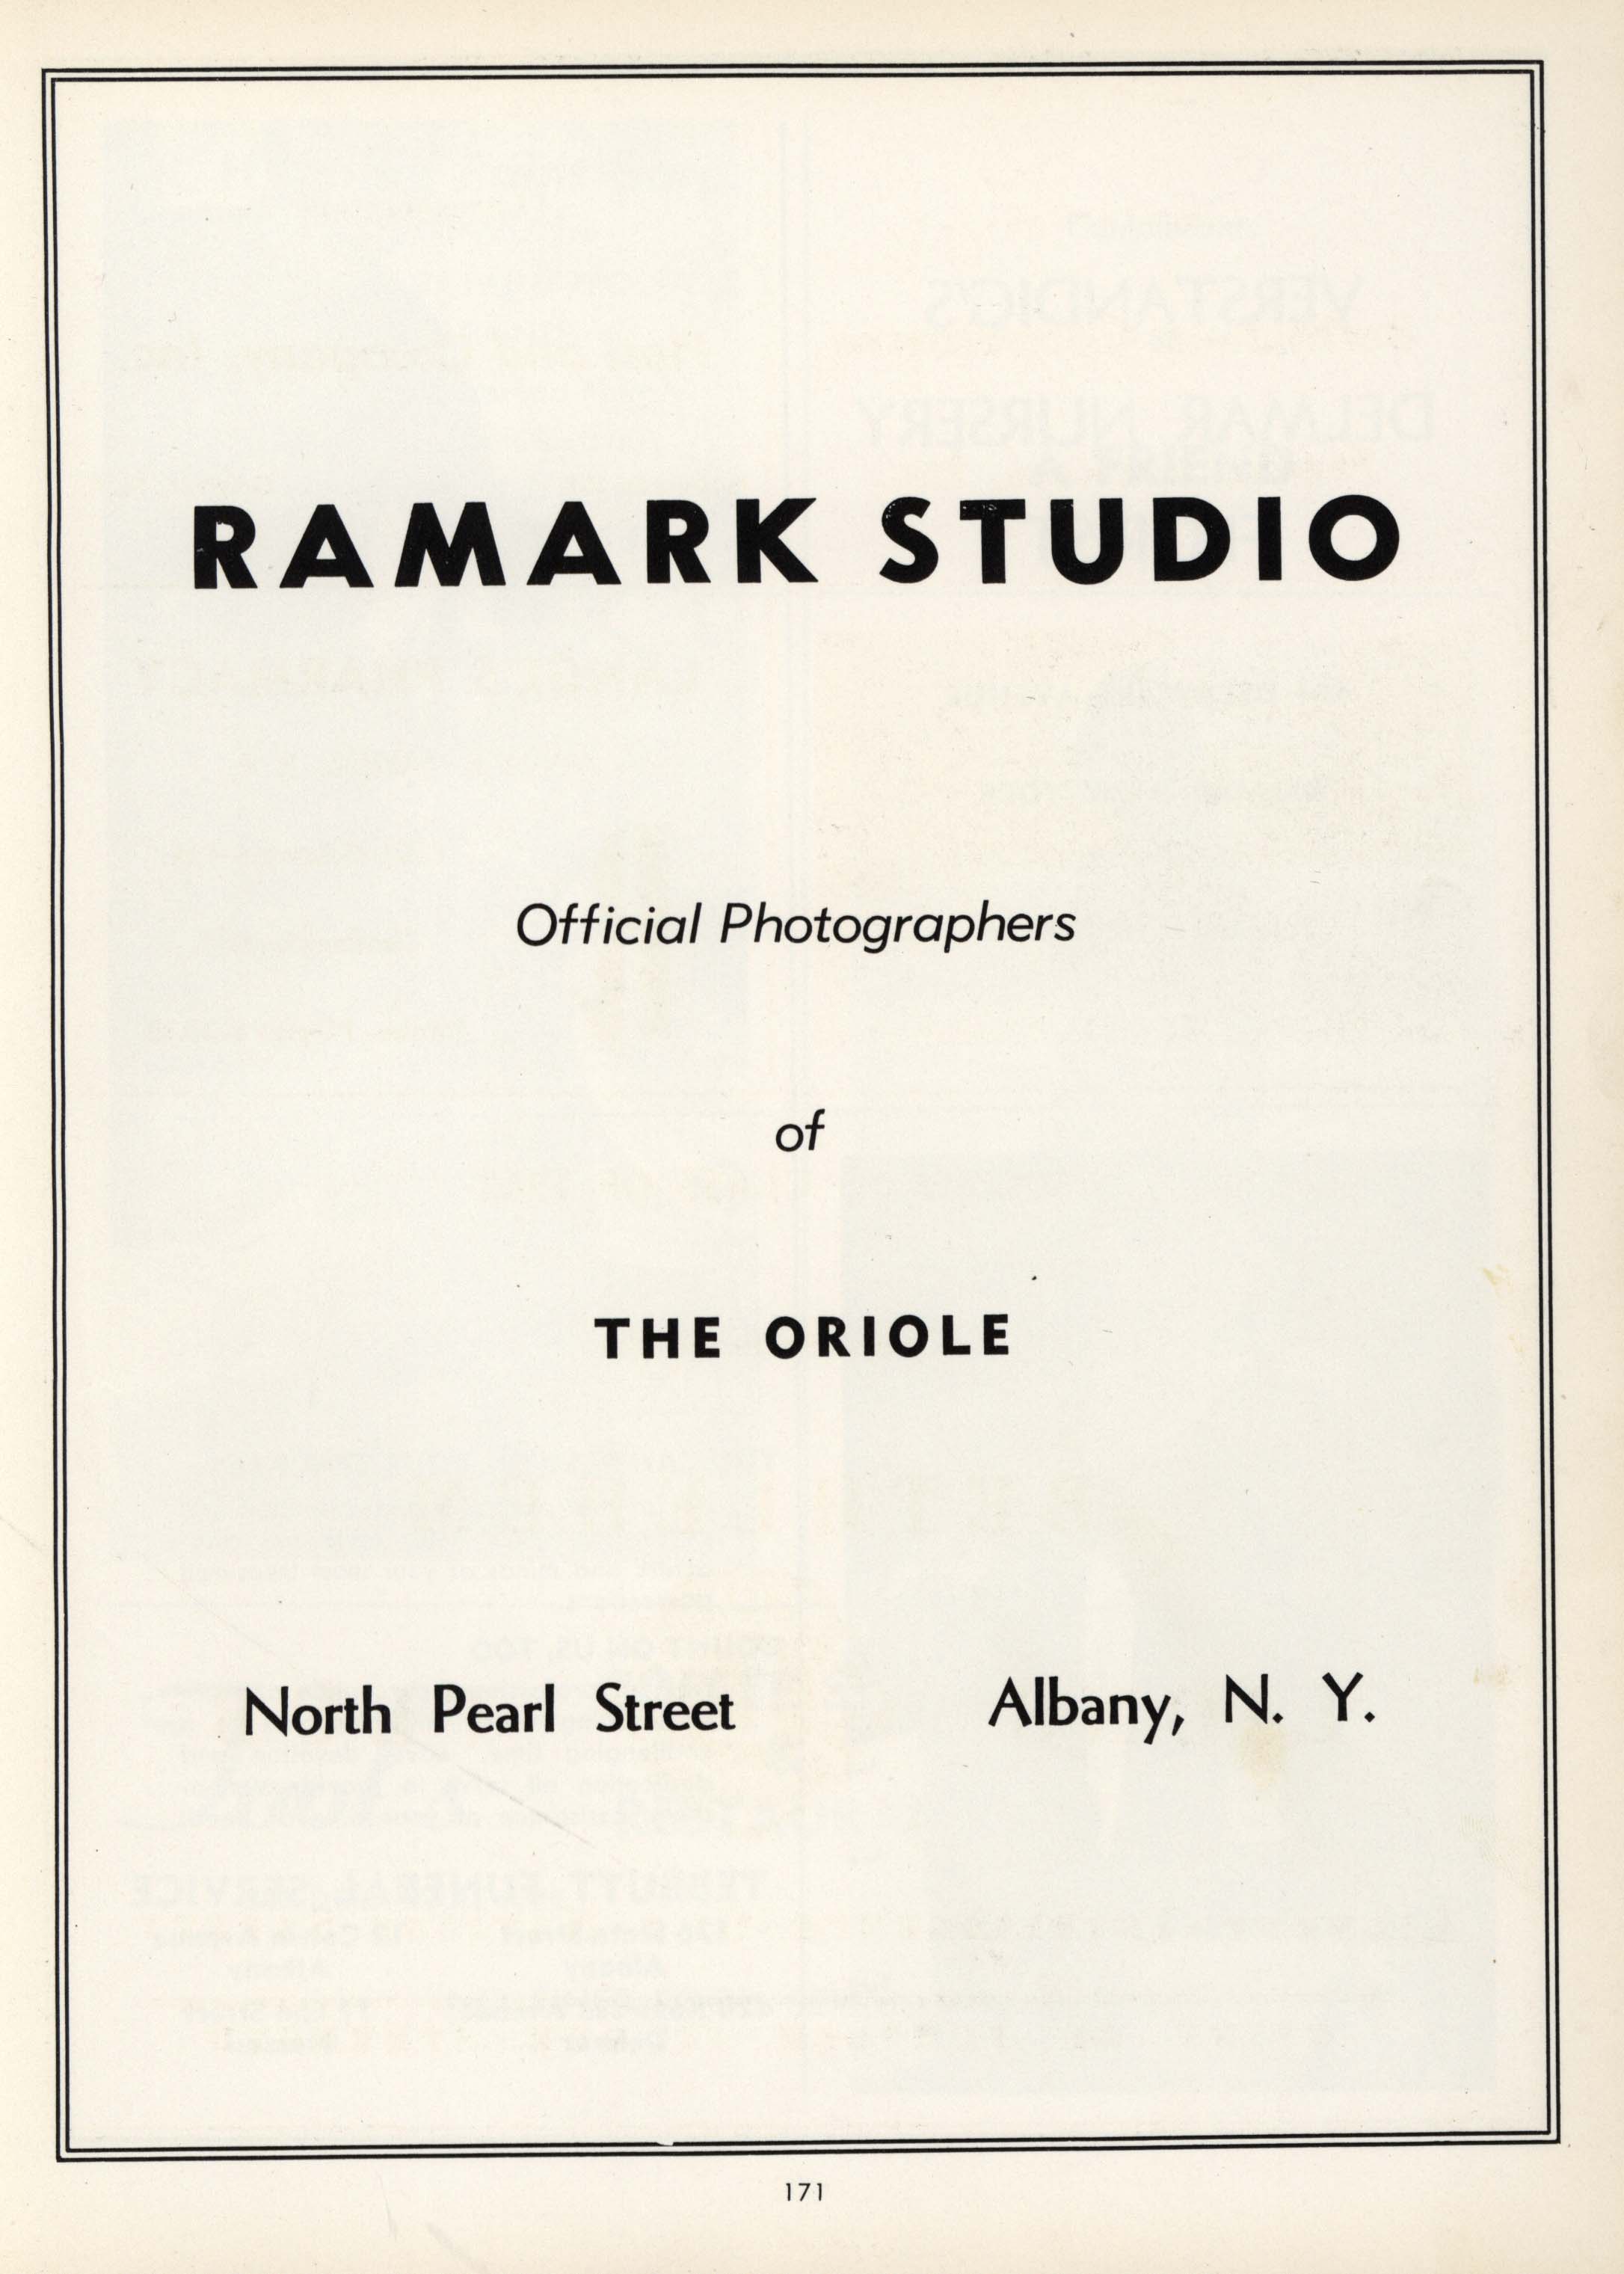 RAMARK STUDIO
Official Photographers
of
THE ORIOLE
North Pearl Street Albany, N. Y.
171